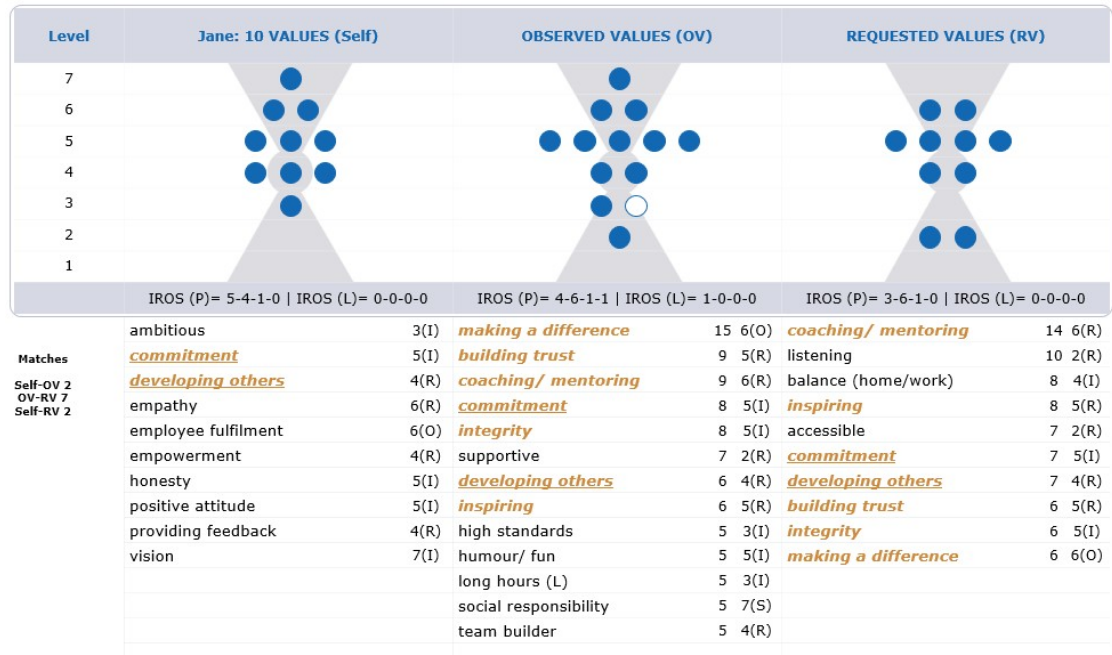 Level Jane: 10 VALUES (Self) OBSERVED VALUES (OV) REQUESTED VALUES (RV)
7
6
5
4
3
2
1
IROS (P)= 5-4-1-0 | IROS (L)= 0-0-0-0 IROS (P)= 4-6-1-1 | IROS (L)= 1-0-0-0 IROS (P)= 3-6-1-0 | IROS (L)= 0-0-0-0
Matches
Self-OV 2
OV-RV 7
Self-RV 2
ambitious 3(I) making a difference 15 6(O) coaching/ mentoring 14 6(R)
commitment 5(I) building trust 9 5(R) listening 10 2(R)
developing others 4(R) coaching/ mentoring 9 6(R) balance (home/work) 8 4(I)
empathy 6(R) commitment 8 5(I) inspiring 8 5(R)
employee fulfilment 6(O) integrity 8 5(I) accessible 7 2(R)
empowerment 4(R) supportive 7 2(R) commitment 7 5(I)
honesty 5(I) developing others 6 4(R) developing others 7 4(R)
positive attitude 5(I) inspiring 6 5(R) building trust 6 5(R)
providing feedback 4(R) high standards 5 3(I) integrity 6 5(I)
vision 7(I) humour/ fun 5 5(I) making a difference 6 6(O)
long hours (L) 5 3(I)
social responsibility 5 7(S)
team builder 5 4(R)